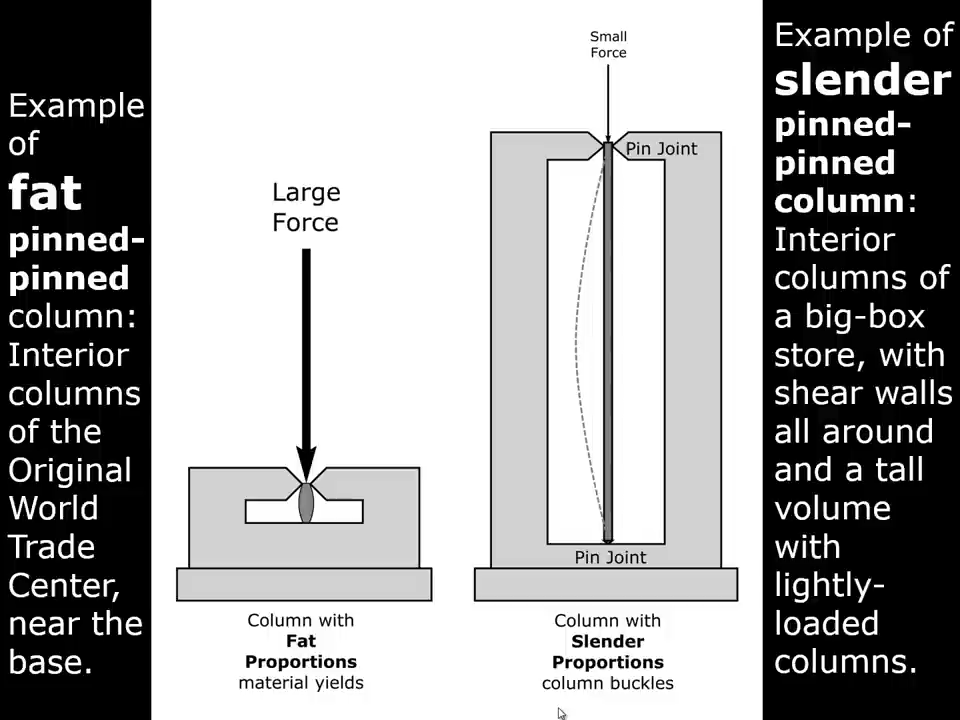 Example
of
fat
pinned-
pinned
column:
Interior
columns
of the
Original
World
Trade
Center,
near the
base.
Large
Force
Column with
Fat
Proportions
material yields
Small
Force
Pin Joint
Pin Joint
Column with
Slender
Proportions
column buckles
Example of
slender
pinned-
pinned
column:
Interior
columns of
a big-box
store, with
shear walls
all around
and a tall
volume
with
lightly-
loaded
columns.